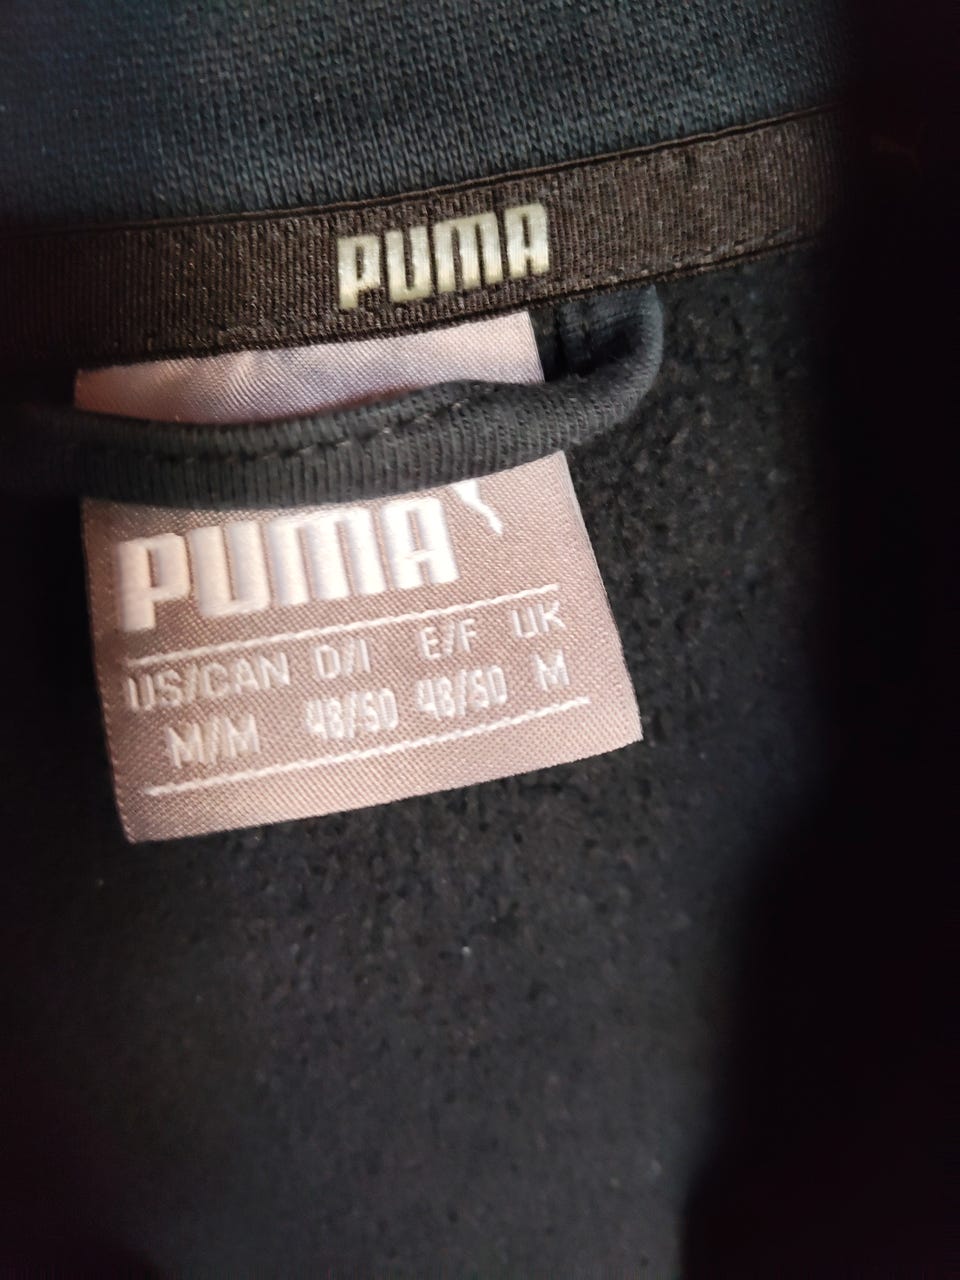 PUMA
PUMA
US/CAN D/I E/F UK
M/M 48/50 48/50 M